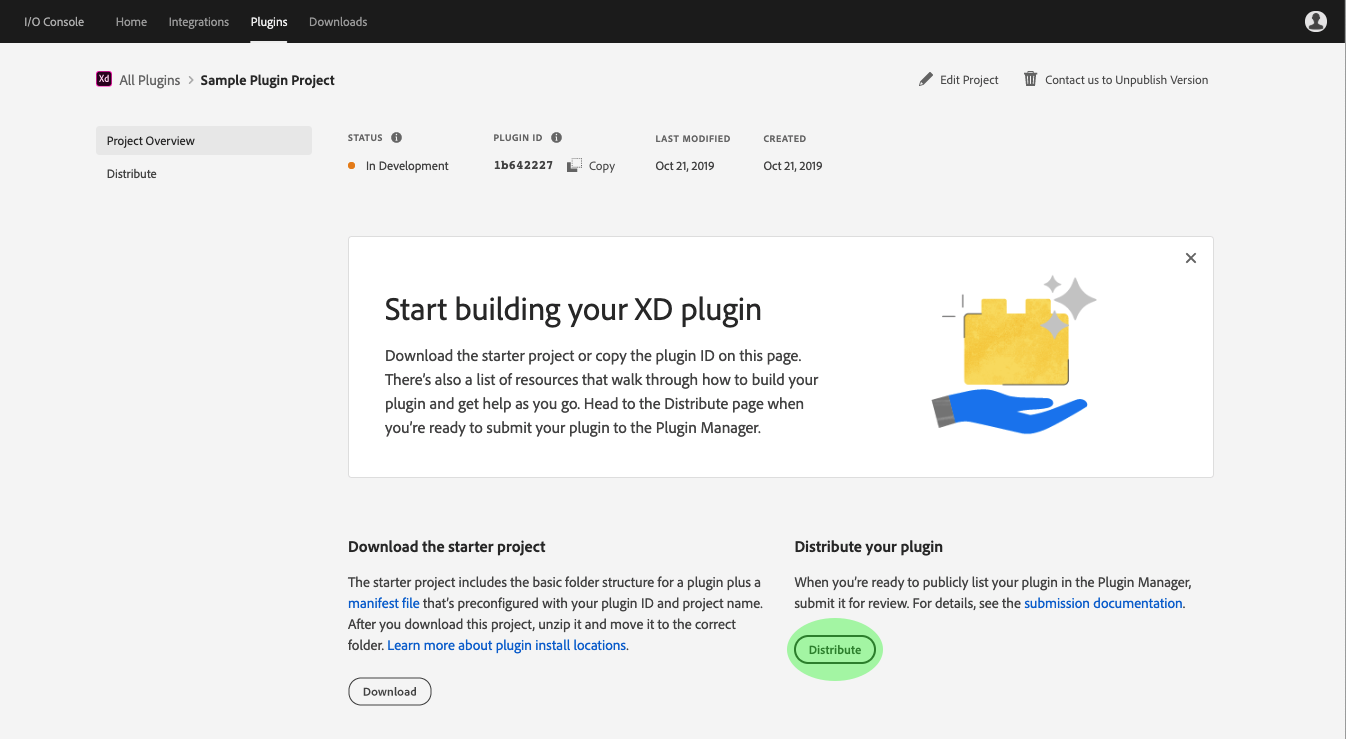 I/O Console Home Integrations Plugins Downloads
Xd All Plugins > Sample Plugin Project Edit Project Contact us to Unpublish Version
Project Overview
Distribute
STATUS i PLUGIN ID i LAST MODIFIED CREATED
In Development 1b642227 Copy Oct 21, 2019 Oct 21, 2019
Start building your XD plugin
Download the starter project or copy the plugin ID on this page.
There's also a list of resources that walk through how to build your
plugin and get help as you go. Head to the Distribute page when
you're ready to submit your plugin to the Plugin Manager.
Download the starter project
The starter project includes the basic folder structure for a plugin plus a
manifest file that's preconfigured with your plugin ID and project name.
After you download this project, unzip it and move it to the correct
folder. Learn more about plugin install locations.
Download
Distribute your plugin
When you're ready to publicly list your plugin in the Plugin Manager,
submit it for review. For details, see the submission documentation.
Distribute